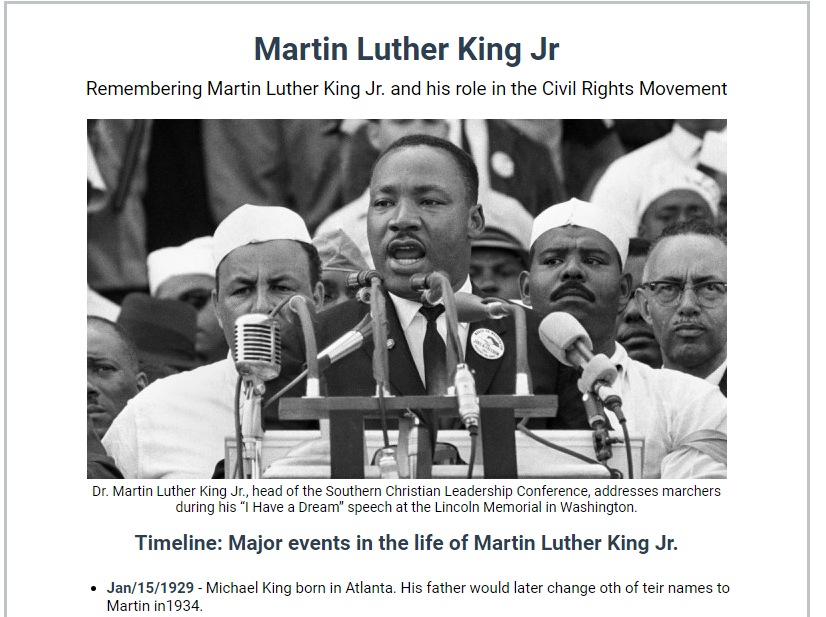 Martin Luther King Jr
Remembering Martin Luther King Jr. and his role in the Civil Rights Movement
Dr. Martin Luther King Jr., head of the Southern Christian Leadership Conference, addresses marchers
during his “I Have a Dream” speech at the Lincoln Memorial in Washington.
Timeline: Major events in the life of Martin Luther King Jr.
• Jan/15/1929 - Michael King born in Atlanta. His father would later change oth of teir names to
Martin in1934.